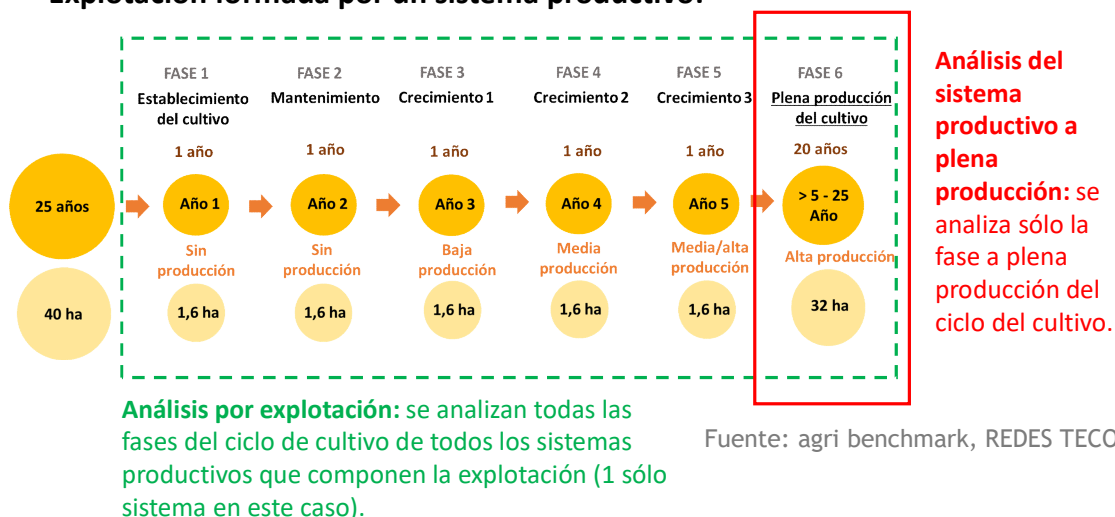 Explotación formada por un sistema productivo:
FASE 1
Establecimiento
del cultivo
1 año
Año 1
Sin
producción
1,6 ha
FASE 2
Mantenimiento
1 año
Año 2
Sin
producción
1,6 ha
FASE 3
Crecimiento 1
1 año
Año 3
Baja
producción
1,6 ha
FASE 4
Crecimiento 2
1 año
Año 4
Media
producción
1,6 ha
FASE 5
Crecimiento 3
1 año
Año 5
Media/alta
producción
1,6 ha
FASE 6
Plena producción
del cultivo
20 años
> 5 - 25
Año
Alta producción
32 ha
25 años
40 ha
Análisis del
sistema
productivo a
plena
producción: se
analiza sólo la
fase a plena
producción del
ciclo del cultivo.
Análisis por explotación: se analizan todas las
fases del ciclo de cultivo de todos los sistemas
productivos que componen la explotación (1 sólo
sistema en este caso).
Fuente: agri benchmark, REDES TECO